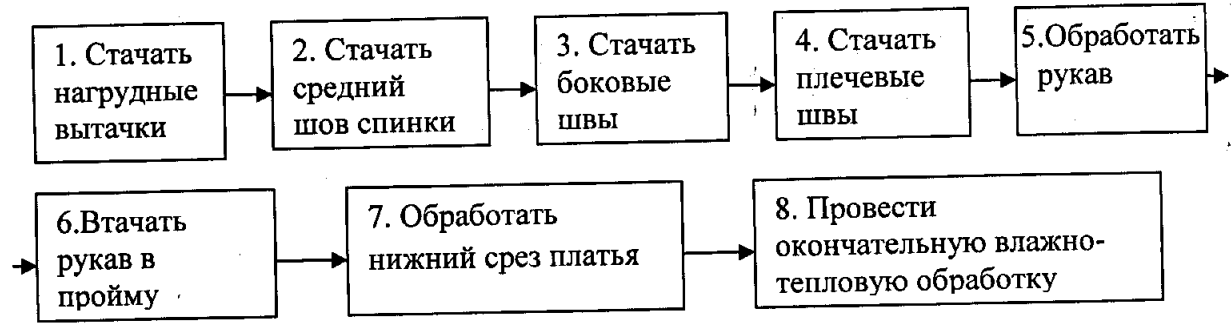 1. Стачать
нагрудные
вытачки
2. Стачать
средний
шов спинки
3. Стачать
боковые
швы
4. Стачать
плечевые
швы
5.Обработать
рукав
6.Втачать
рукав в
пройму
7. Обработать
нижний срез платья
8. Провести
окончательную влажно-
тепловую обработку